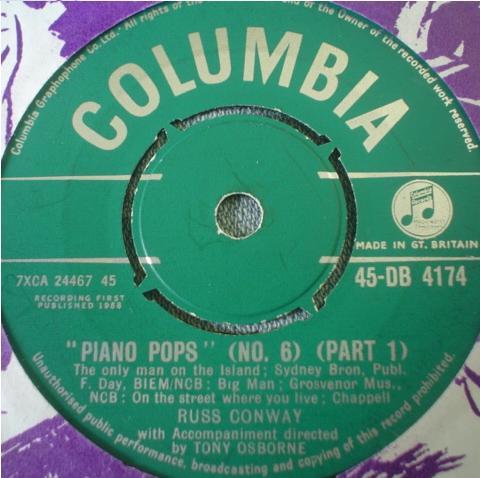 Columbia Graphophone Co. Ltd. All rights of the
of the Owner of the recorded work reserved.
COLUMBIA
MADE IN GT. BRITAIN
7XCA 24467 45
45-DB 4174
RECORDING FIRST
PUBLISHED 1958
"PIANO POPS" (NO. 6) (PART 1)
The only man on the Island; Sydney Bron, Publ.
F. Day, BIEM/NCB: Big Man; Grosvenor Mus.,
NCB: On the street where you live; Chappell
RUSS CONWAY
with Accompaniment directed
by TONY OSBORNE
Unauthorised public performance, broadcasting and copying of this record prohibited.